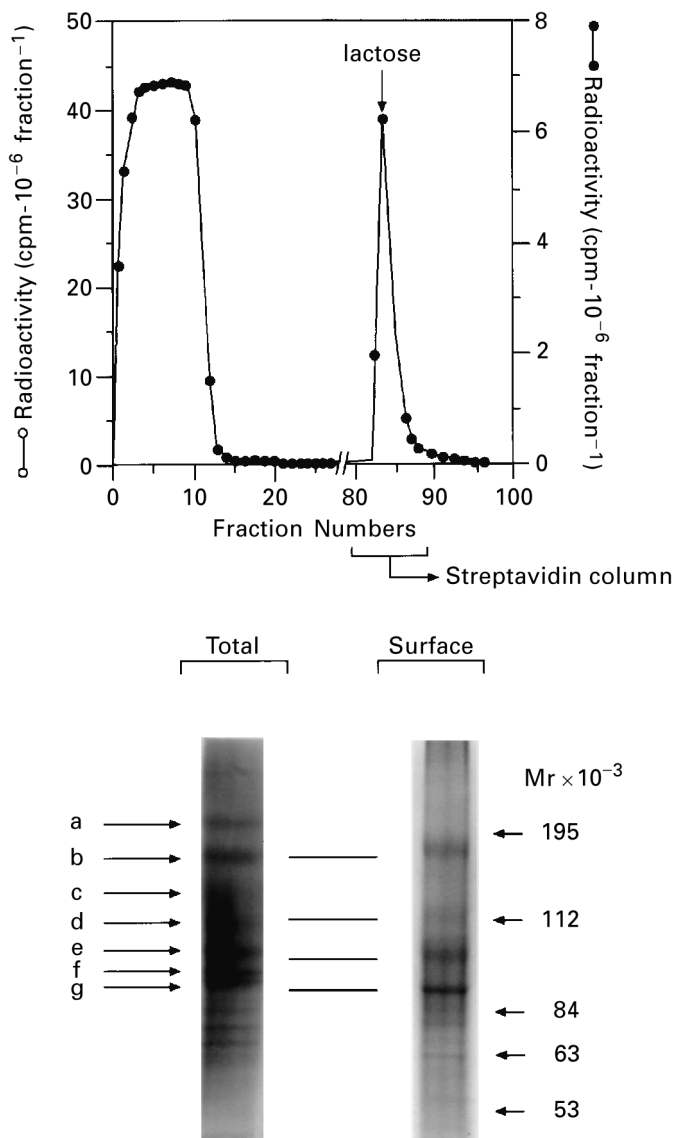 50
40
30
20
10
0
Radioactivity (cpm-10⁻⁶ fraction⁻¹)
lactose
8
6
4
2
0
Radioactivity (cpm-10⁻⁶ fraction⁻¹)
0 10 20 80 90 100
Fraction Numbers
Streptavidin column
Total Surface
Mr × 10⁻³
a
b
c
d
e
f
g
195
112
84
63
53